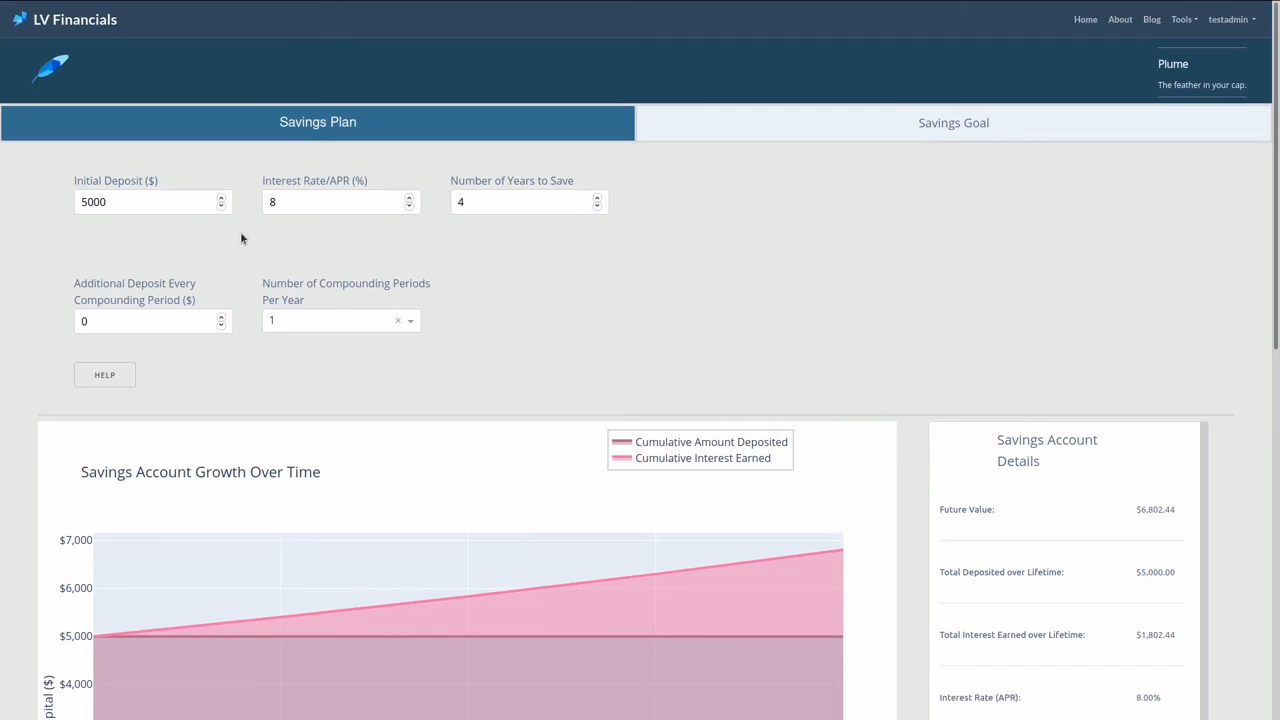 LV Financials
Home
About
Blog
Tools
testadmin
Plume
The feather in your cap.
Savings Plan
Savings Goal
Initial Deposit ($)
Interest Rate/APR (%)
Number of Years to Save
5000
8
4
Additional Deposit Every
Compounding Period ($)
Number of Compounding Periods
Per Year
0
1
HELP
Cumulative Amount Deposited
Cumulative Interest Earned
Savings Account Growth Over Time
$7,000
$6,000
$5,000
$4,000
pital ($)
Savings Account
Details
Future Value: $6,802.44
Total Deposited over Lifetime: $5,000.00
Total Interest Earned over Lifetime: $1,802.44
Interest Rate (APR): 8.00%